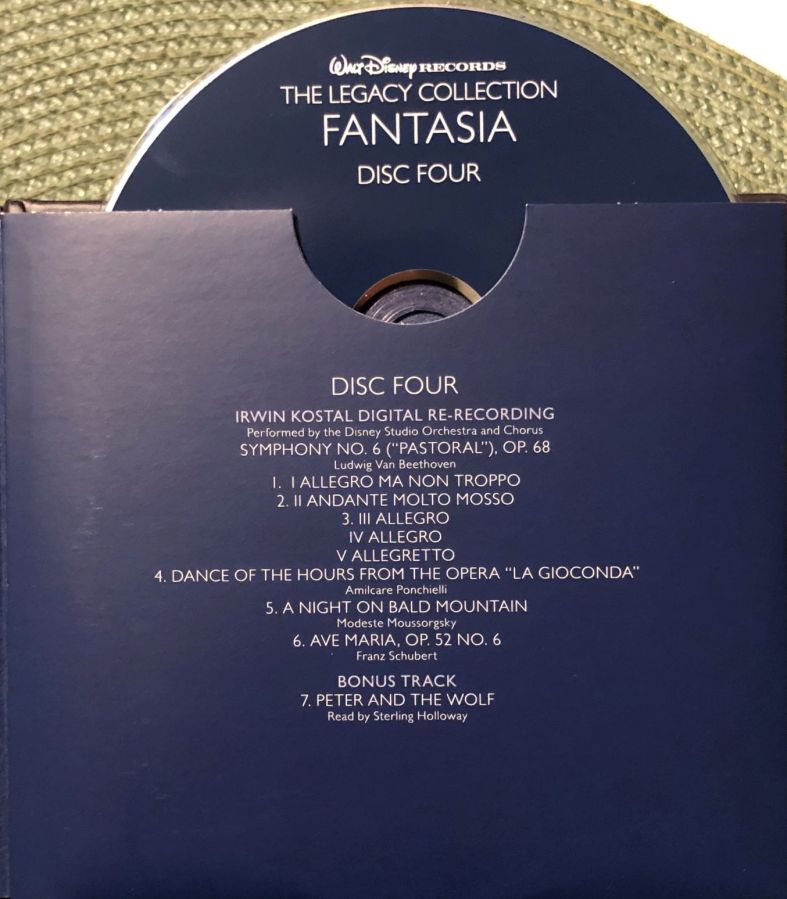 Walt Disney RECORDS
THE LEGACY COLLECTION
FANTASIA
DISC FOUR
DISC FOUR
IRWIN KOSTAL DIGITAL RE-RECORDING
Performed by the Disney Studio Orchestra and Chorus
SYMPHONY NO. 6 ("PASTORAL"), OP. 68
Ludwig Van Beethoven
1. I ALLEGRO MA NON TROPPO
2. II ANDANTE MOLTO MOSSO
3. III ALLEGRO
IV ALLEGRO
V ALLEGRETTO
4. DANCE OF THE HOURS FROM THE OPERA "LA GIOCONDA"
Amilcare Ponchielli
5. A NIGHT ON BALD MOUNTAIN
Modeste Moussorgsky
6. AVE MARIA, OP. 52 NO. 6
Franz Schubert
BONUS TRACK
7. PETER AND THE WOLF
Read by Sterling Holloway